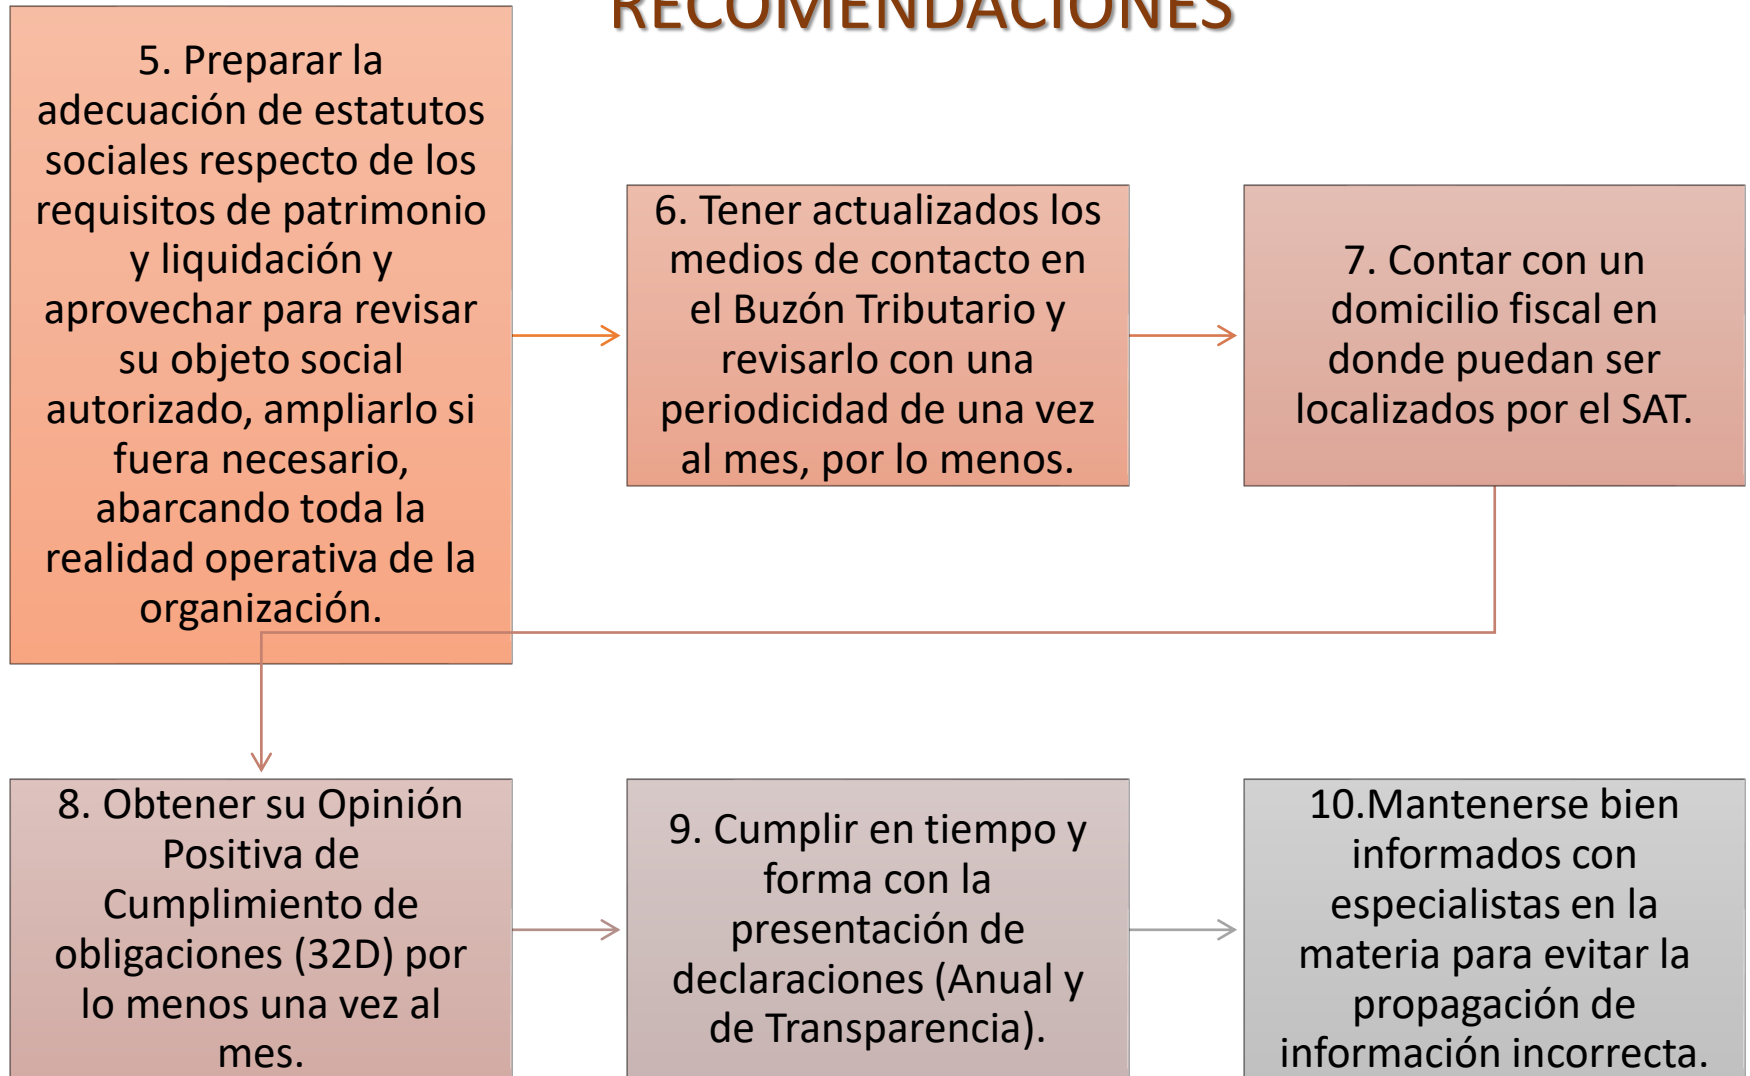 RECOMENDACIONES
5. Preparar la
adecuación de estatutos
sociales respecto de los
requisitos de patrimonio
y liquidación y
aprovechar para revisar
su objeto social
autorizado, ampliarlo si
fuera necesario,
abarcando toda la
realidad operativa de la
organización.
6. Tener actualizados los
medios de contacto en
el Buzón Tributario y
revisarlo con una
periodicidad de una vez
al mes, por lo menos.
7. Contar con un
domicilio fiscal en
donde puedan ser
localizados por el SAT.
8. Obtener su Opinión
Positiva de
Cumplimiento de
obligaciones (32D) por
lo menos una vez al
mes.
9. Cumplir en tiempo y
forma con la
presentación de
declaraciones (Anual y
de Transparencia).
10.Mantenerse bien
informados con
especialistas en la
materia para evitar la
propagación de
información incorrecta.